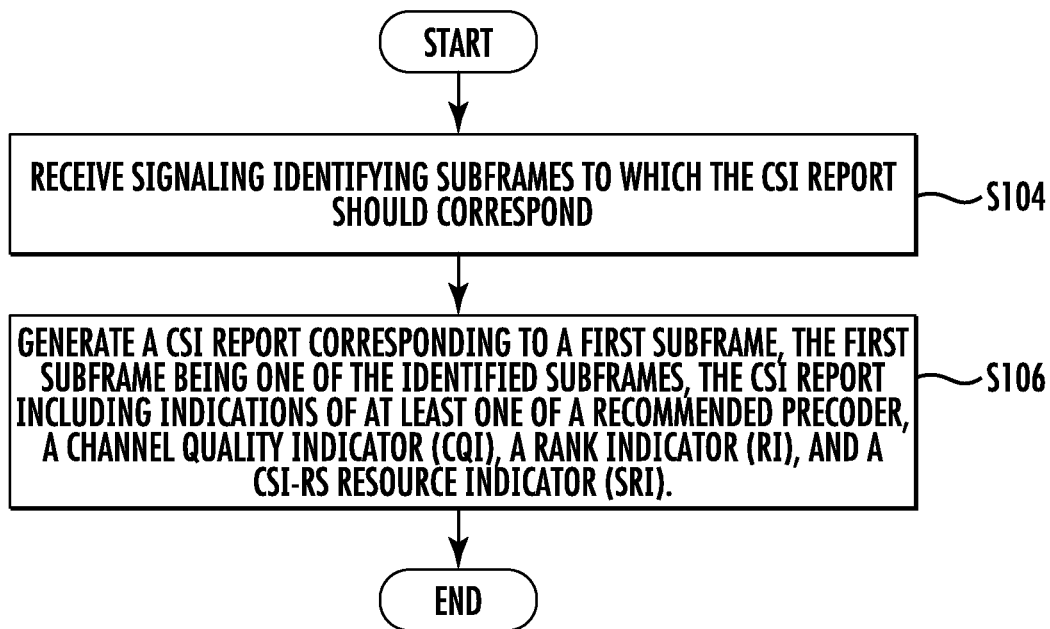 START
RECEIVE SIGNALING IDENTIFYING SUBFRAMES TO WHICH THE CSI REPORT
SHOULD CORRESPOND
S104
GENERATE A CSI REPORT CORRESPONDING TO A FIRST SUBFRAME, THE FIRST
SUBFRAME BEING ONE OF THE IDENTIFIED SUBFRAMES, THE CSI REPORT
INCLUDING INDICATIONS OF AT LEAST ONE OF A RECOMMENDED PRECODER,
A CHANNEL QUALITY INDICATOR (CQI), A RANK INDICATOR (RI), AND A
CSI-RS RESOURCE INDICATOR (SRI).
S106
END